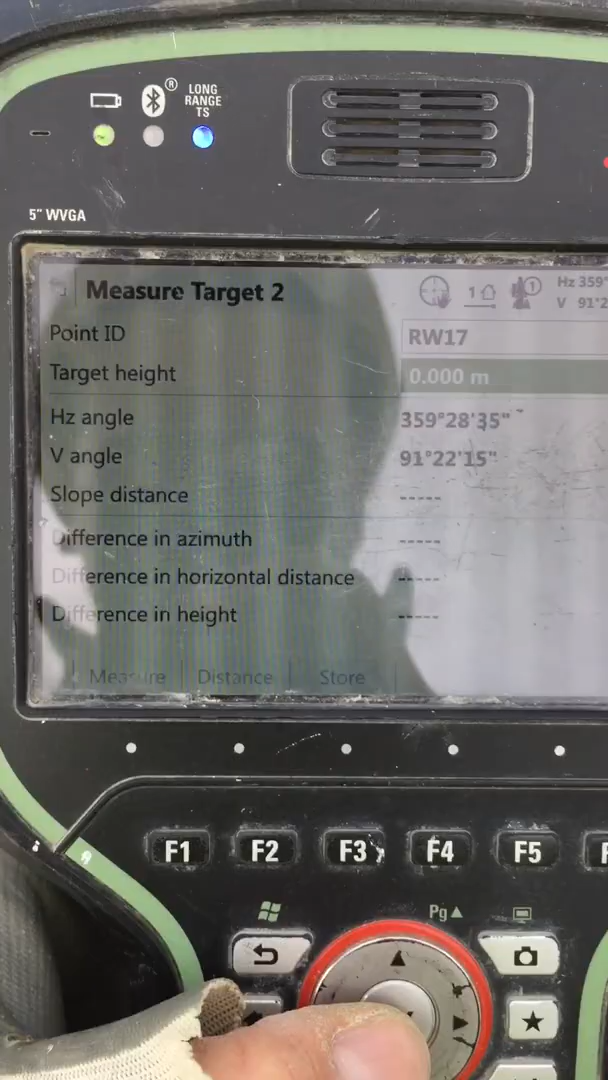 ®
LONG
RANGE
TS
5" WVGA
Measure Target 2
1
1
Hz 359°
V 91°2
Point ID
RW17
Target height
0.000 m
Hz angle
359°28'35"
V angle
91°22'15"
Slope distance
-----
Difference in azimuth
-----
Difference in horizontal distance
-----
Difference in height
-----
Measure
Distance
Store
F1
F2
F3
F4
F5
F
Pg